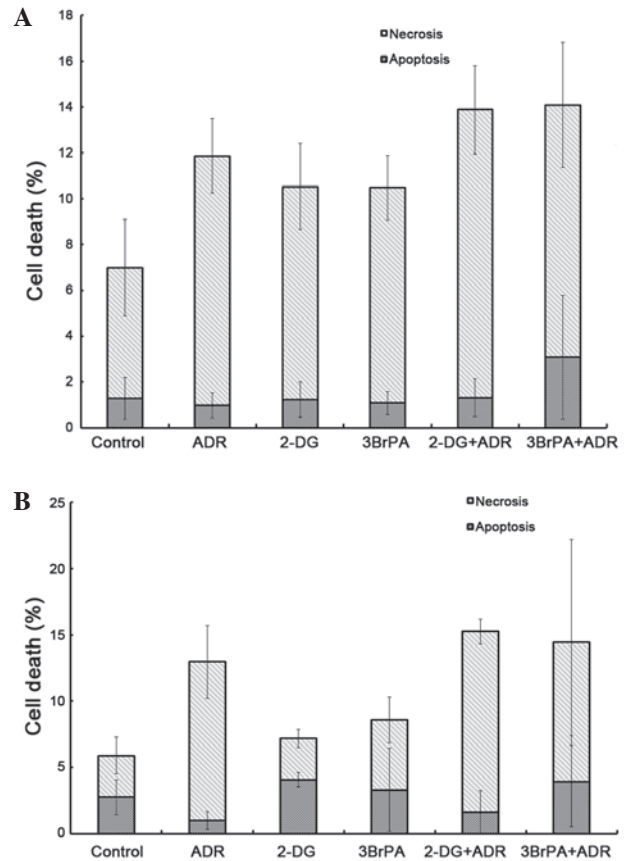 A
18
16
14
12
10
8
6
4
2
0
Cell death (%)
Necrosis
Apoptosis
Control ADR 2-DG 3BrPA 2-DG+ADR 3BrPA+ADR
B
25
20
15
10
5
0
Cell death (%)
Necrosis
Apoptosis
Control ADR 2-DG 3BrPA 2-DG+ADR 3BrPA+ADR